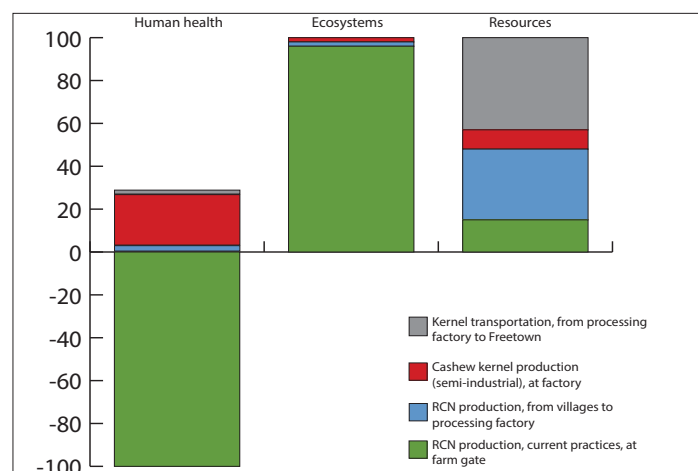 Human health
Ecosystems
Resources
100
80
60
40
20
0
-20
-40
-60
-80
-100
Kernel transportation, from processing
factory to Freetown
Cashew kernel production
(semi-industrial), at factory
RCN production, from villages to
processing factory
RCN production, current practices, at
farm gate